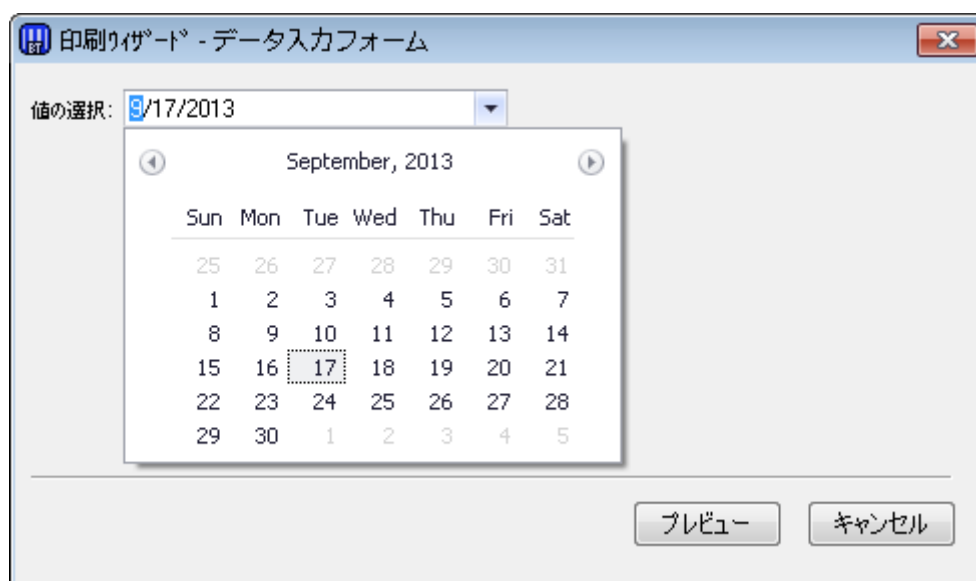 BT 印刷ｳｨｻﾞｰﾄﾞ - データ入力フォーム
値の選択: 9/17/2013
September, 2013
Sun Mon Tue Wed Thu Fri Sat
25 26 27 28 29 30 31
1 2 3 4 5 6 7
8 9 10 11 12 13 14
15 16 17 18 19 20 21
22 23 24 25 26 27 28
29 30 1 2 3 4 5
プレビュー キャンセル